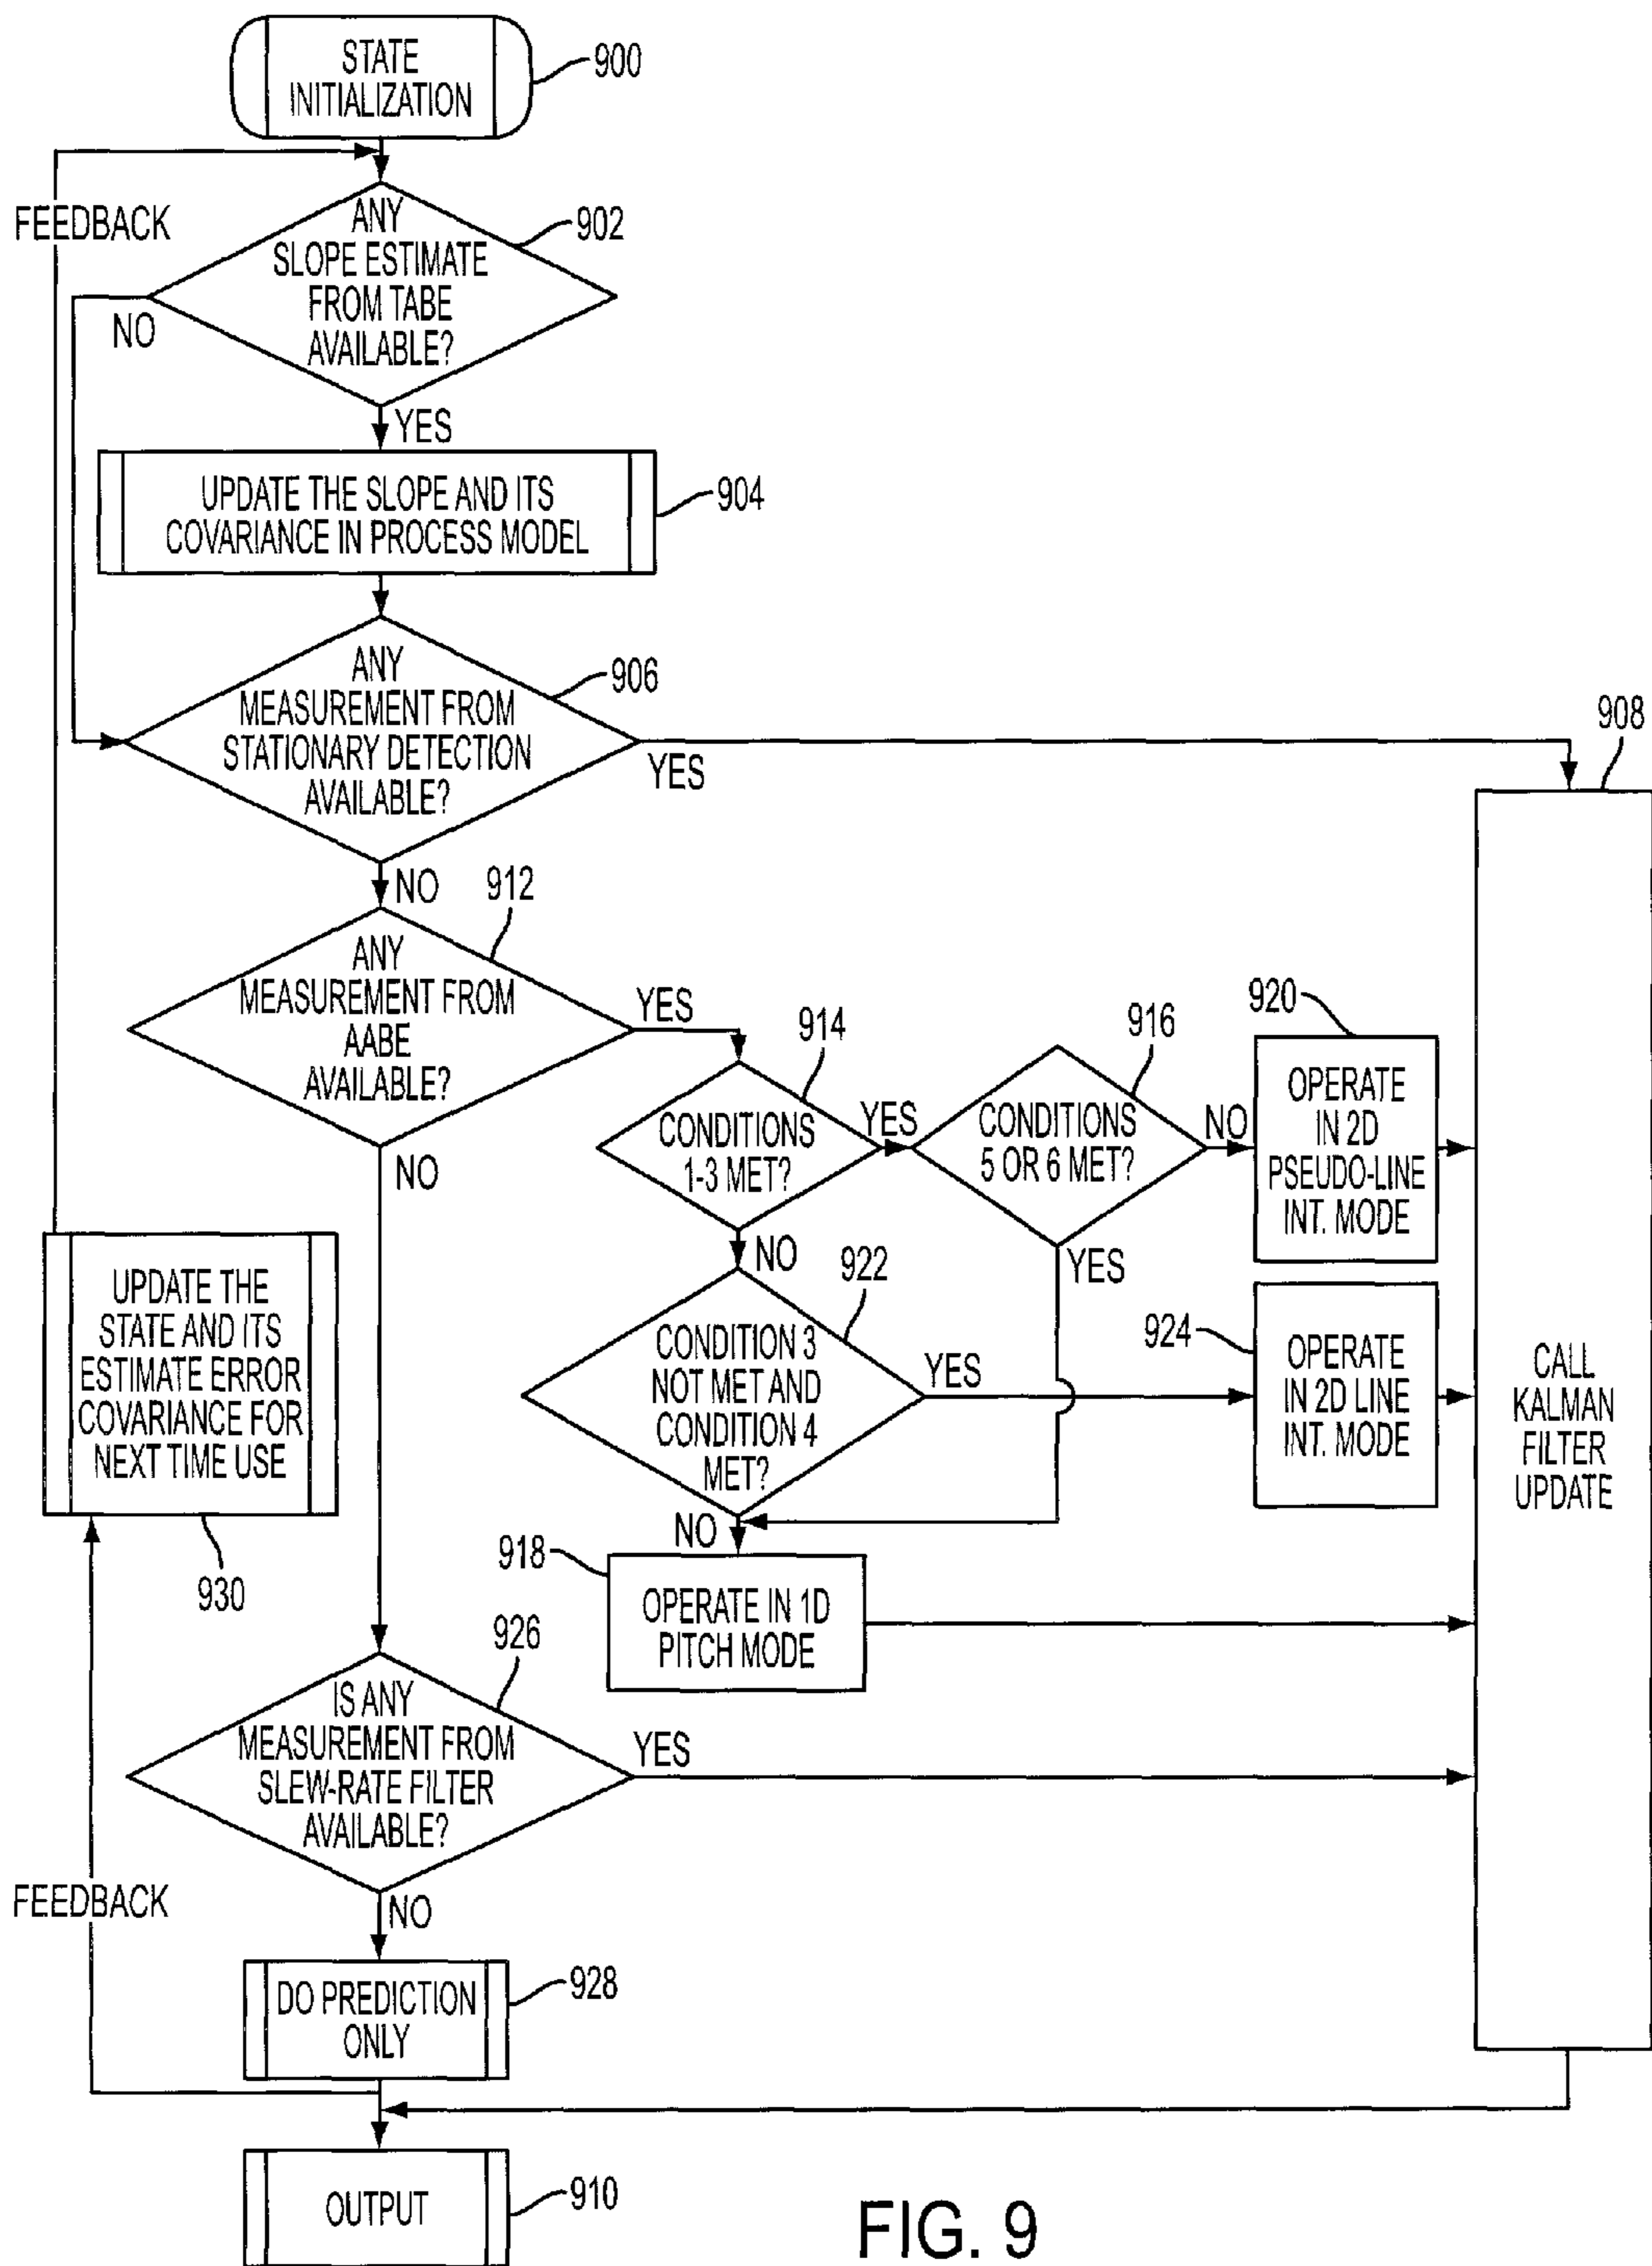 STATE
INITIALIZATION
900
FEEDBACK
ANY
SLOPE ESTIMATE
FROM TABE
AVAILABLE?
902
NO
YES
UPDATE THE SLOPE AND ITS
COVARIANCE IN PROCESS MODEL
904
ANY
MEASUREMENT FROM
STATIONARY DETECTION
AVAILABLE?
906
YES
908
NO
912
ANY
MEASUREMENT FROM
AABE
AVAILABLE?
YES
914
CONDITIONS
1-3 MET?
YES
916
CONDITIONS
5 OR 6 MET?
NO
920
OPERATE
IN 2D
PSEUDO-LINE
INT. MODE
NO
NO
YES
922
CONDITION 3
NOT MET AND
CONDITION 4
MET?
YES
924
OPERATE
IN 2D LINE
INT. MODE
CALL
KALMAN
FILTER
UPDATE
UPDATE THE
STATE AND ITS
ESTIMATE ERROR
COVARIANCE FOR
NEXT TIME USE
930
NO
918
OPERATE IN 1D
PITCH MODE
926
IS ANY
MEASUREMENT FROM
SLEW-RATE FILTER
AVAILABLE?
YES
FEEDBACK
NO
DO PREDICTION
ONLY
928
OUTPUT
910
FIG. 9